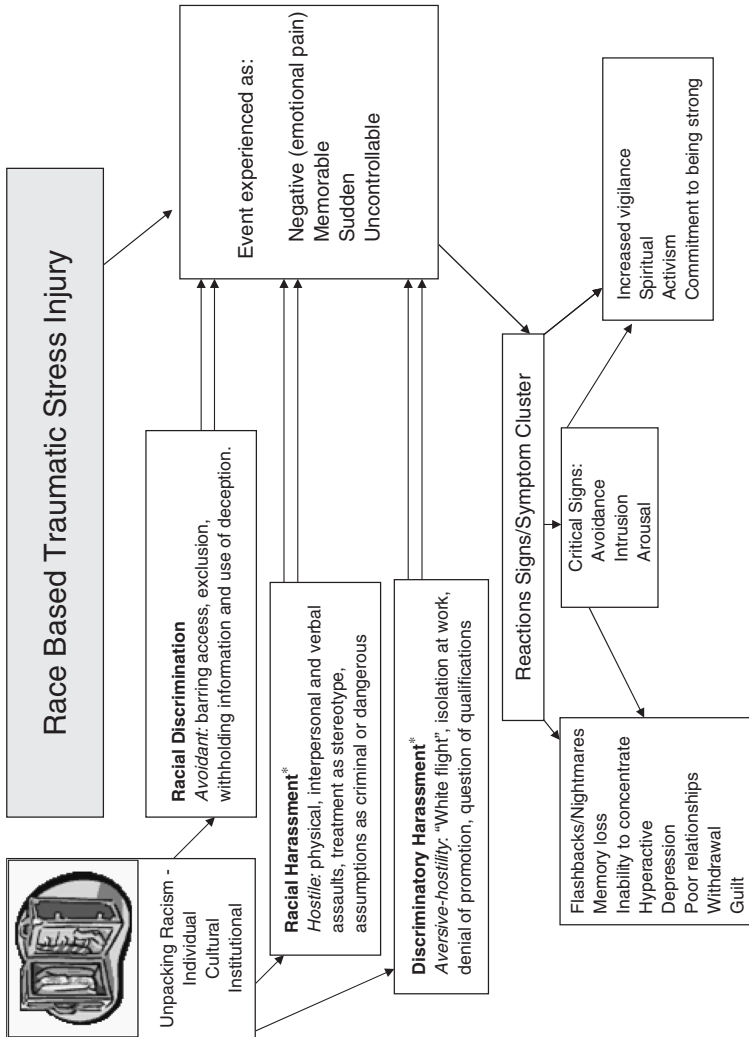 Race Based Traumatic Stress Injury
Unpacking Racism -
Individual
Cultural
Institutional
Racial Discrimination
Avoidant: barring access, exclusion,
withholding information and use of deception.
Racial Harassment*
Hostile: physical, interpersonal and verbal
assaults, treatment as stereotype,
assumptions as criminal or dangerous
Discriminatory Harassment*
Aversive-hostility: “White flight”, isolation at work,
denial of promotion, question of qualifications
Event experienced as:
Negative (emotional pain)
Memorable
Sudden
Uncontrollable
Reactions Signs/Symptom Cluster
Flashbacks/Nightmares
Memory loss
Inability to concentrate
Hyperactive
Depression
Poor relationships
Withdrawal
Guilt
Critical Signs:
Avoidance
Intrusion
Arousal
Increased vigilance
Spiritual
Activism
Commitment to being strong